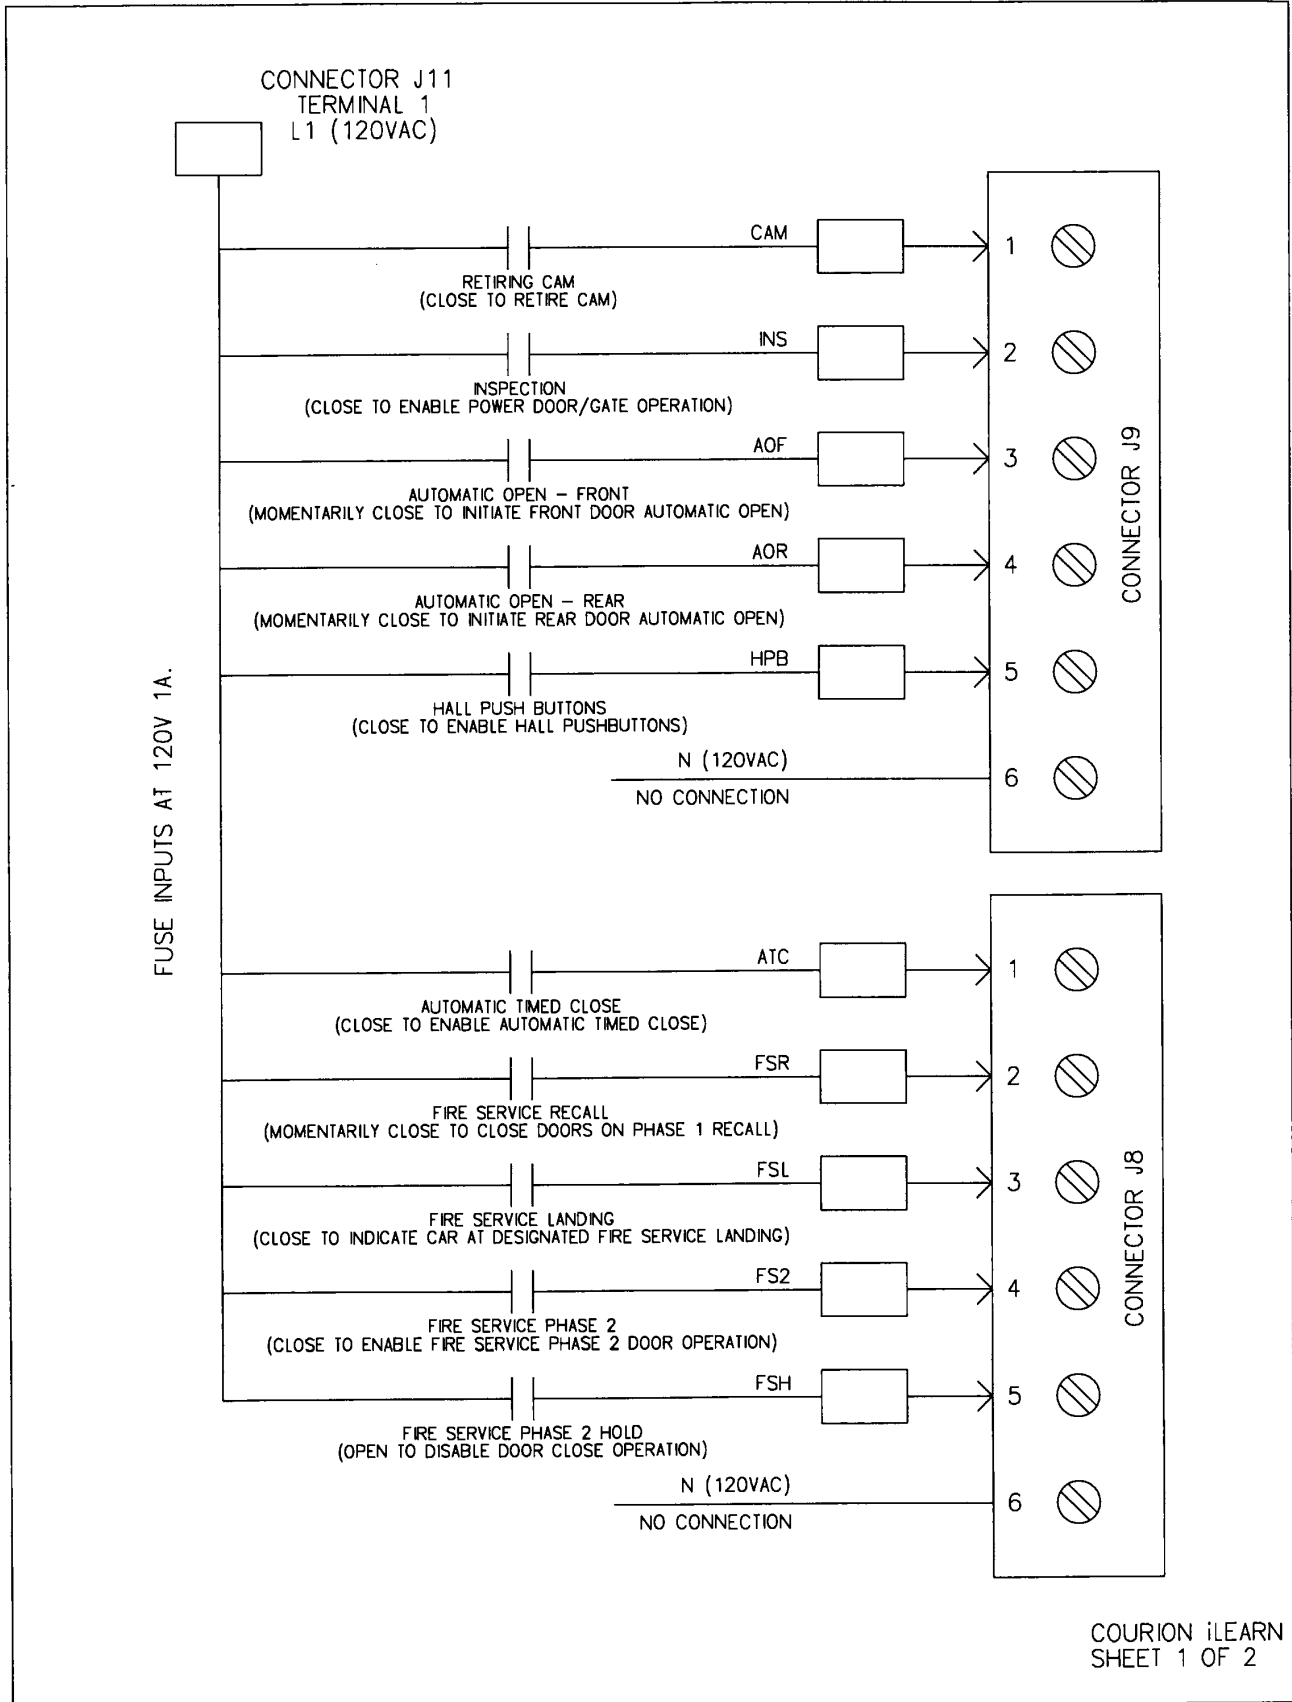 CONNECTOR J11
TERMINAL 1
L1 (120VAC)
FUSE INPUTS AT 120V 1A.
CAM
1
RETIRING CAM
(CLOSE TO RETIRE CAM)
INS
2
INSPECTION
(CLOSE TO ENABLE POWER DOOR/GATE OPERATION)
AOF
3
AUTOMATIC OPEN – FRONT
(MOMENTARILY CLOSE TO INITIATE FRONT DOOR AUTOMATIC OPEN)
AOR
4
AUTOMATIC OPEN – REAR
(MOMENTARILY CLOSE TO INITIATE REAR DOOR AUTOMATIC OPEN)
HPB
5
HALL PUSH BUTTONS
(CLOSE TO ENABLE HALL PUSHBUTTONS)
N (120VAC)
6
NO CONNECTION
CONNECTOR J9
ATC
1
AUTOMATIC TIMED CLOSE
(CLOSE TO ENABLE AUTOMATIC TIMED CLOSE)
FSR
2
FIRE SERVICE RECALL
(MOMENTARILY CLOSE TO CLOSE DOORS ON PHASE 1 RECALL)
FSL
3
FIRE SERVICE LANDING
(CLOSE TO INDICATE CAR AT DESIGNATED FIRE SERVICE LANDING)
FS2
4
FIRE SERVICE PHASE 2
(CLOSE TO ENABLE FIRE SERVICE PHASE 2 DOOR OPERATION)
FSH
5
FIRE SERVICE PHASE 2 HOLD
(OPEN TO DISABLE DOOR CLOSE OPERATION)
N (120VAC)
6
NO CONNECTION
CONNECTOR J8
COURION iLEARN
SHEET 1 OF 2